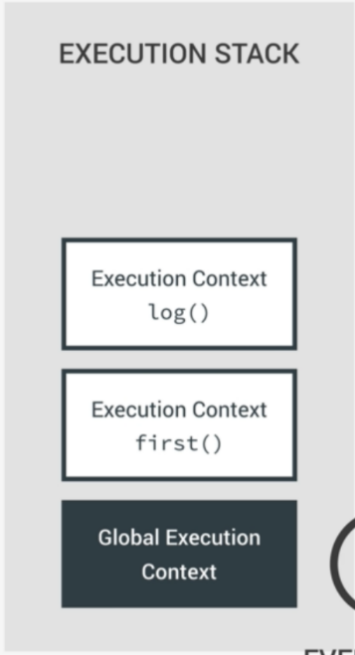 EXECUTION STACK
Execution Context
log()
Execution Context
first()
Global Execution
Context